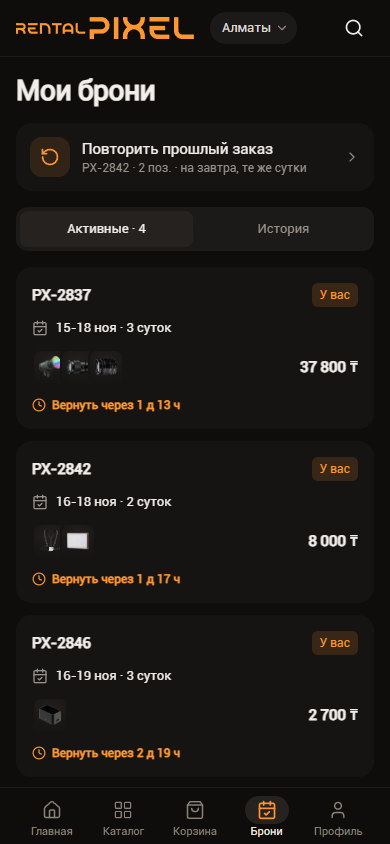 RENTAL PIXEL
Алматы
Мои брони
Повторить прошлый заказ
PX-2842 · 2 поз. · на завтра, те же сутки
Активные · 4
История
PX-2837
У вас
15-18 ноя · 3 суток
37 800 ₸
Вернуть через 1 д 13 ч
PX-2842
У вас
16-18 ноя · 2 суток
8 000 ₸
Вернуть через 1 д 17 ч
PX-2846
У вас
16-19 ноя · 3 суток
2 700 ₸
Вернуть через 2 д 19 ч
Главная
Каталог
Корзина
Брони
Профиль